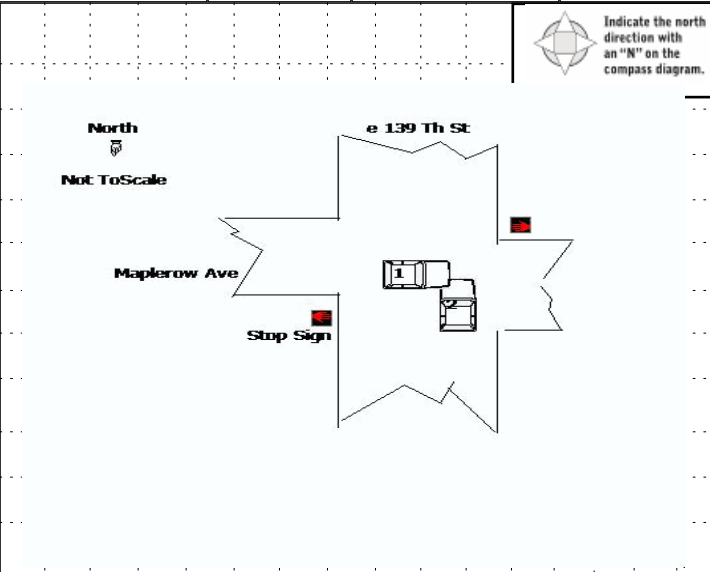 Indicate the north
direction with
an “N” on the
compass diagram.
North
e 139 Th St
Not ToScale
Maplerow Ave
1
2
Stop Sign